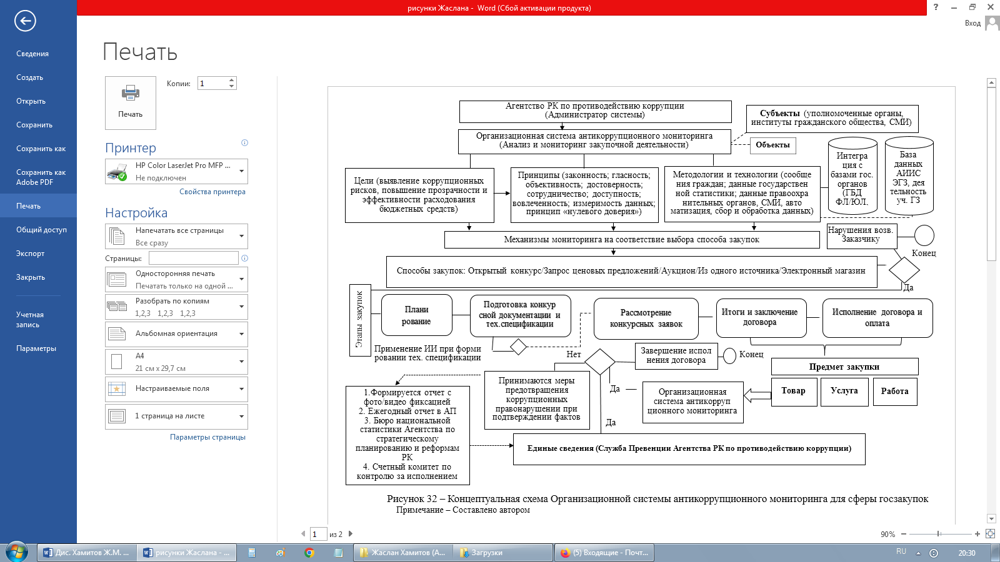 рисунки Жаслана - Word (Сбой активации продукта)
?
Вход
Сведения
Создать
Открыть
Сохранить
Сохранить как
Сохранить как
Adobe PDF
Печать
Общий доступ
Экспорт
Закрыть
Учетная
запись
Параметры
Печать
Печать
Копии:
1
Принтер
HP Color LaserJet Pro MFP ...
Не подключен
Свойства принтера
Настройка
Напечатать все страницы
Все сразу
Страницы:
Односторонняя печать
Печатать только на одной ...
Разобрать по копиям
1,2,3 1,2,3 1,2,3
Альбомная ориентация
A4
21 см x 29,7 см
Настраиваемые поля
1 страница на листе
Параметры страницы
Агентство РК по противодействию коррупции
(Администратор системы)
Субъекты (уполномоченные органы,
институты гражданского общества, СМИ)
Организационная система антикоррупционного мониторинга
(Анализ и мониторинг закупочной деятельности)
Объекты
Интегра
ция с
базами гос.
органов
(ГБД
ФЛ/ЮЛ,
База
данных
АИИС
ЭГЗ, дея
тельность
уч. ГЗ
Цели (выявление коррупционных
рисков, повышение прозрачности и
эффективности расходования
бюджетных средств)
Принципы (законность; гласность;
объективность; достоверность;
сотрудничество; доступность;
вовлеченность; измеримость данных;
принцип «нулевого доверия»)
Методологии и технологии (сообще
ния граждан; данные государствен
ной статистики; данные правоохра
нительных органов, СМИ, авто
матизация, сбор и обработка данных)
Механизмы мониторинга на соответствие выбора способа закупок
Нарушения возв.
Заказчику
Конец
Способы закупок: Открытый конкурс/Запрос ценовых предложений/Аукцион/Из одного источника/Электронный магазин
Да
Этапы закупок
Плани
рование
Подготовка конкур
сной документации и
тех.спецификации
Рассмотрение
конкурсных заявок
Итоги и заключение
договора
Исполнение договора и
оплата
Применение ИИ при форми
ровании тех. спецификации
Нет
Завершение испол
нения договора
Конец
Предмет закупки
Товар
Услуга
Работа
Принимаются меры
предотвращения
коррупционных
правонарушении при
подтверждении фактов
Да
Организационная
система антикорруп
ционного мониторинга
1.Формируется отчет с
фото/видео фиксацией
2. Ежегодный отчет в АП
3. Бюро национальной
статистики Агентства по
стратегическому
планированию и реформам
РК
4. Счетный комитет по
контролю за исполнением
Да
Единые сведения (Служба Превенции Агентства РК по противодействию коррупции)
Рисунок 32 – Концептуальная схема Организационной системы антикоррупционного мониторинга для сферы госзакупок
Примечание – Составлено автором
1 из 2
90%
Дис. Хамитов Ж.М. ...
рисунки Жаслана - ...
Жаслан Хамитов (А...
Загрузки
(5) Входящие - Почт...
RU
20:30